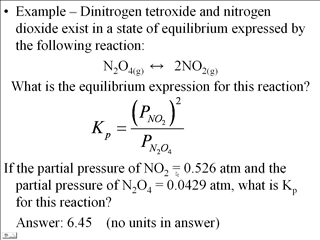 • Example – Dinitrogen tetroxide and nitrogen
dioxide exist in a state of equilibrium expressed by
the following reaction:
N₂O₄(g) ↔ 2NO₂(g)
What is the equilibrium expression for this reaction?
Kₚ = (P_NO₂)² / P_N₂O₄
If the partial pressure of NO₂ = 0.526 atm and the
partial pressure of N₂O₄ = 0.0429 atm, what is Kₚ
for this reaction?
Answer: 6.45 (no units in answer)